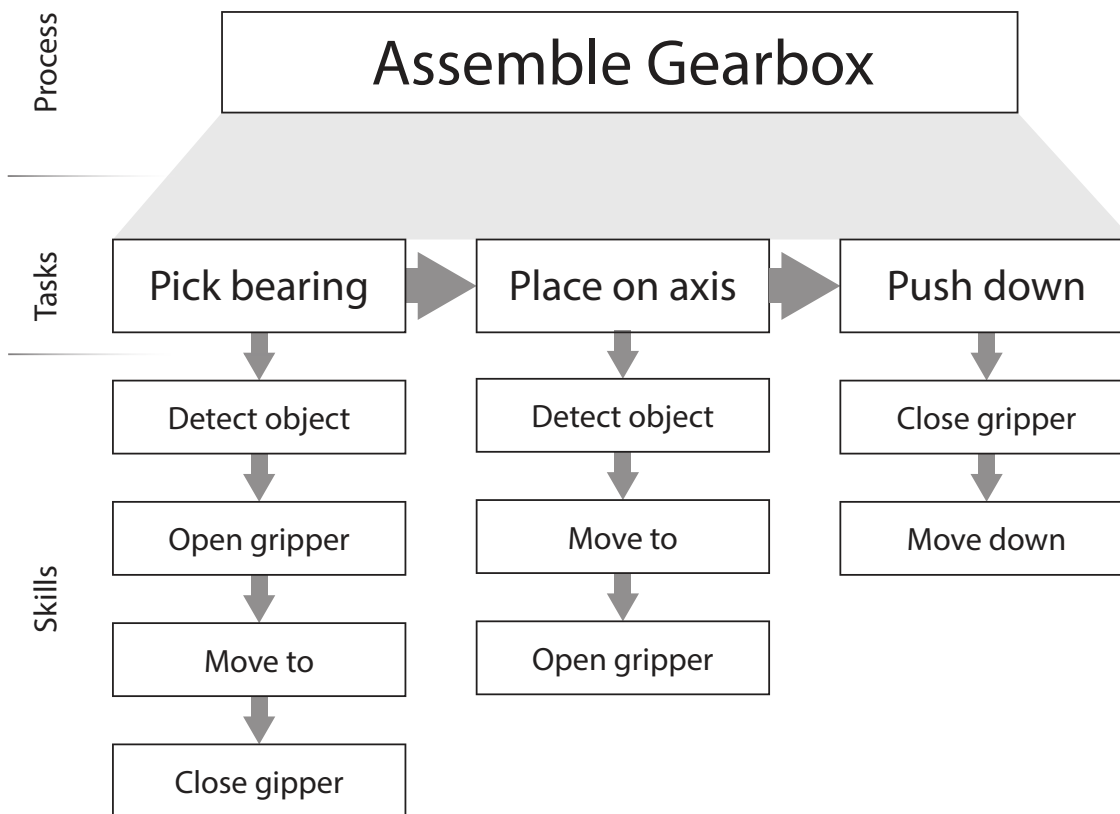 Process
Assemble Gearbox
Tasks
Pick bearing
Place on axis
Push down
Skills
Detect object
Open gripper
Move to
Close gipper
Detect object
Move to
Open gripper
Close gripper
Move down